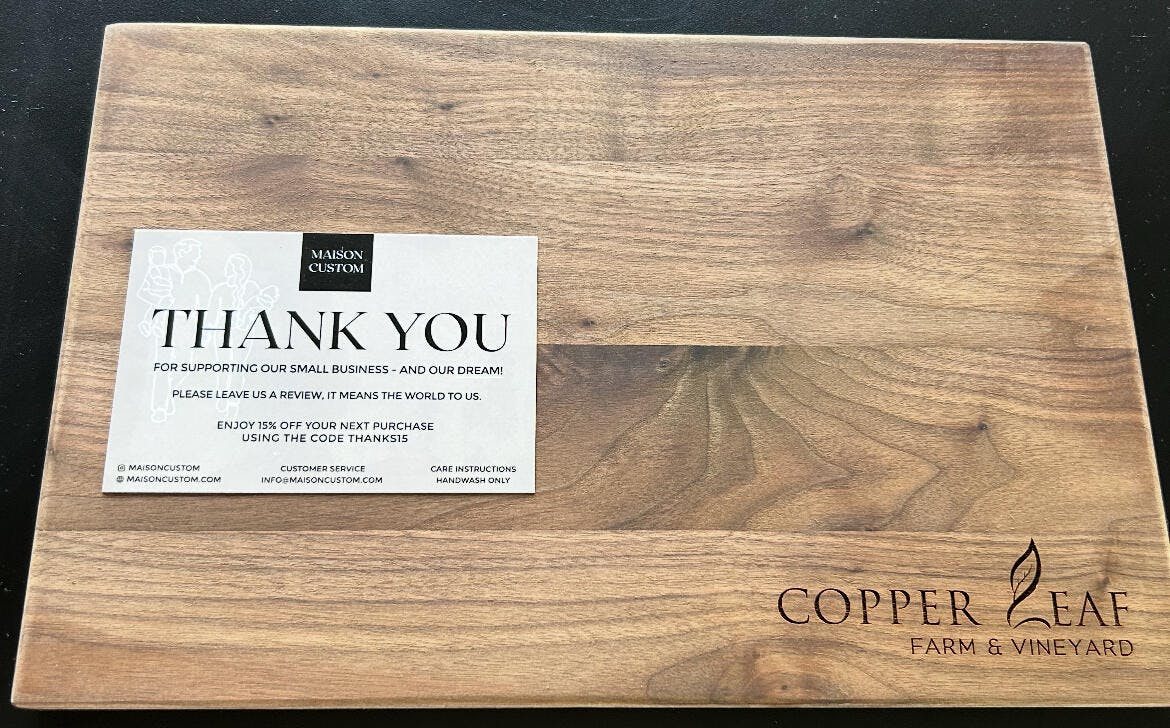 MAISON
CUSTOM
THANK YOU
FOR SUPPORTING OUR SMALL BUSINESS - AND OUR DREAM!
PLEASE LEAVE US A REVIEW, IT MEANS THE WORLD TO US.
ENJOY 15% OFF YOUR NEXT PURCHASE
USING THE CODE THANKS15
MAISONCUSTOM
MAISONCUSTOM.COM
CUSTOMER SERVICE
INFO@MAISONCUSTOM.COM
CARE INSTRUCTIONS
HANDWASH ONLY
COPPER LEAF
FARM & VINEYARD